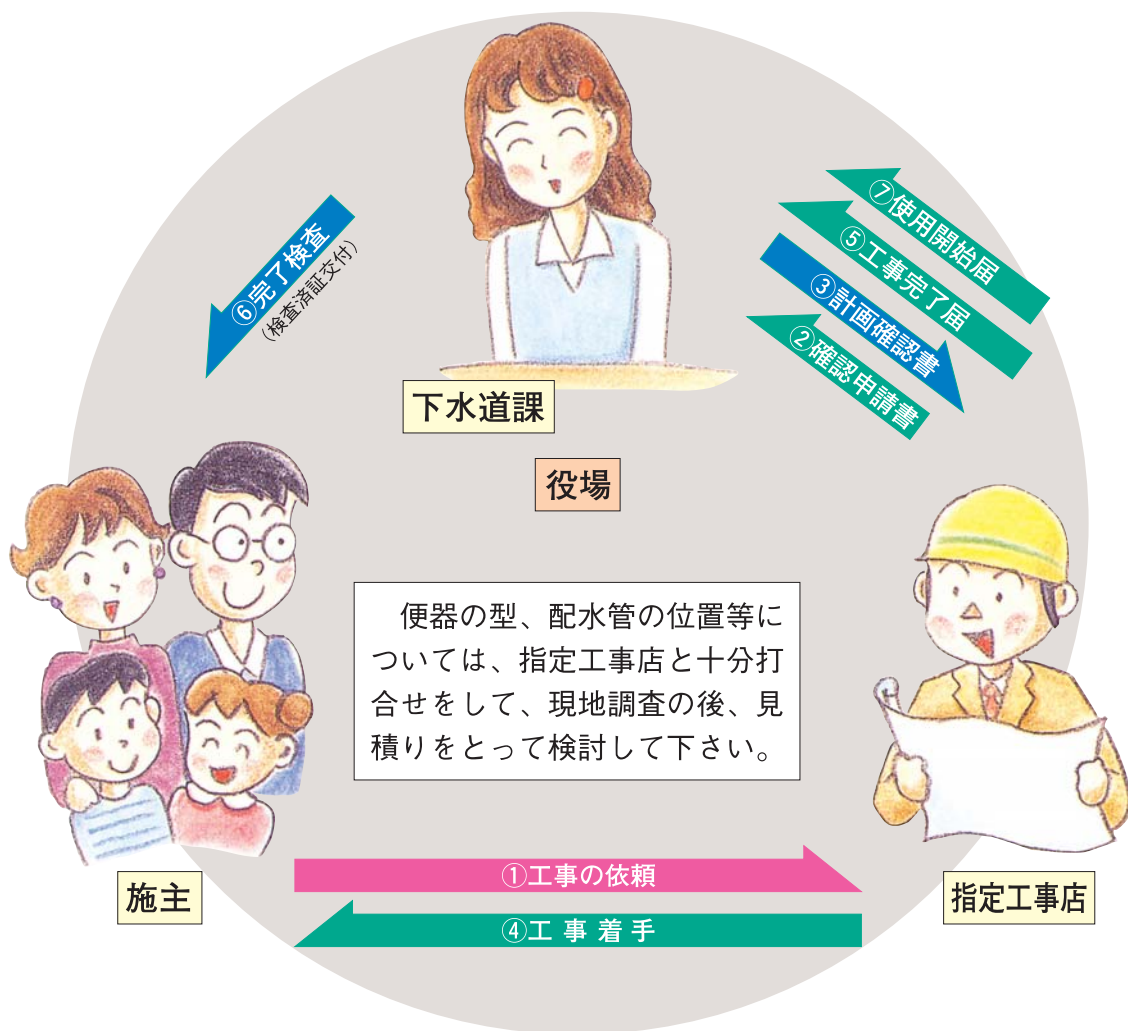 ⑦使用開始届
⑤工事完了届
③計画確認書
②確認申請書
⑥完了検査
(検査済証交付)
下水道課
役場
便器の型、配水管の位置等に
ついては、指定工事店と十分打
合せをして、現地調査の後、見
積りをとって検討して下さい。
①工事の依頼
④工事着手
施主
指定工事店